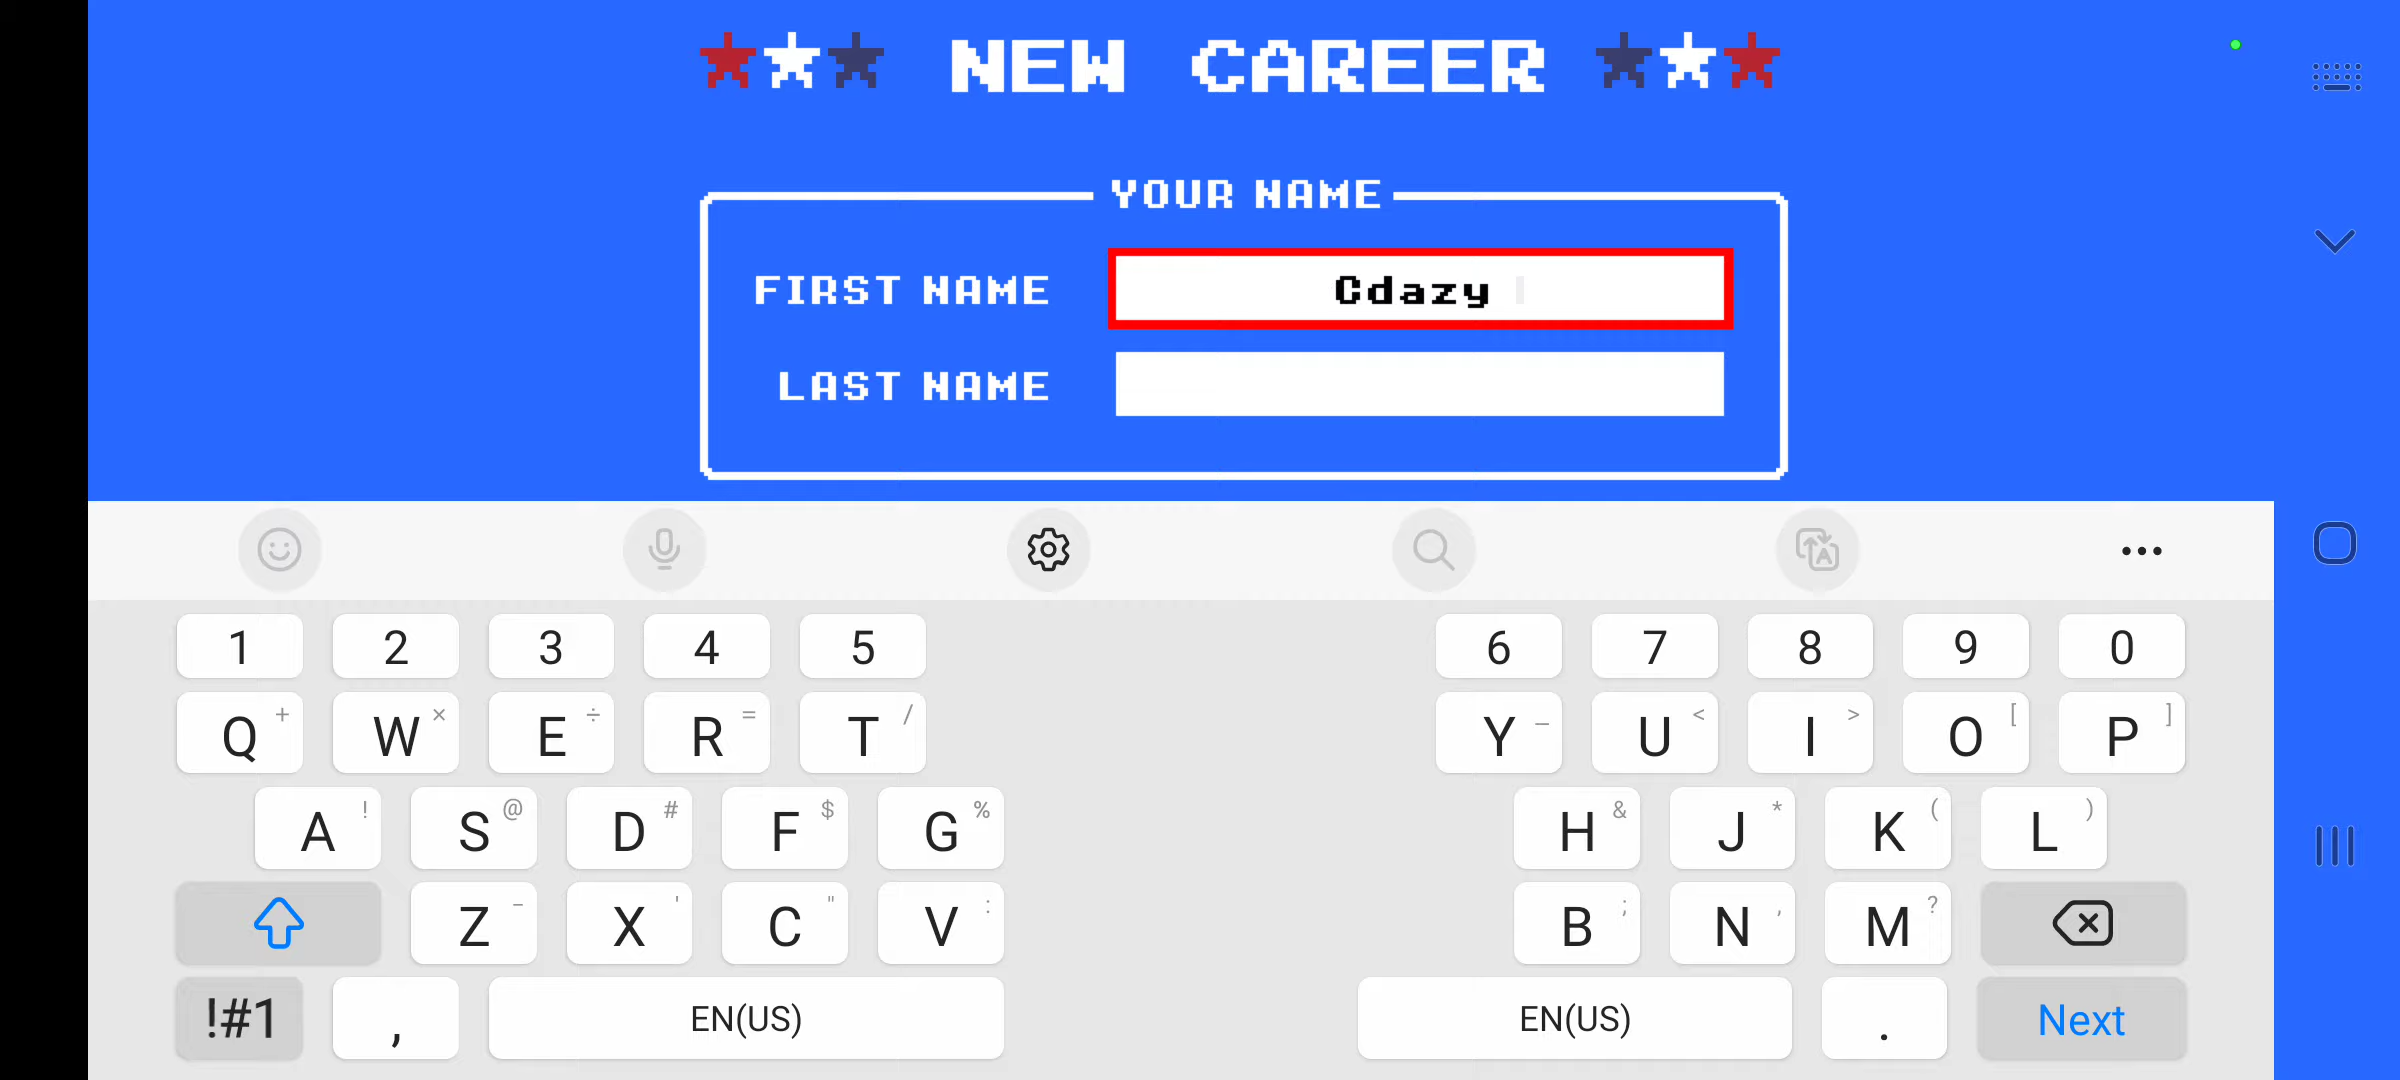 NEW CAREER
YOUR NAME
FIRST NAME Cdazy
LAST NAME
1 2 3 4 5 6 7 8 9 0
Q + W × E ÷ R = T / Y _ U < I > O [ P ]
A ! S @ D # F $ G % H & J * K ( L )
Z - X ' C " V : B ; N , M ?
!#1 , EN(US) EN(US) . Next